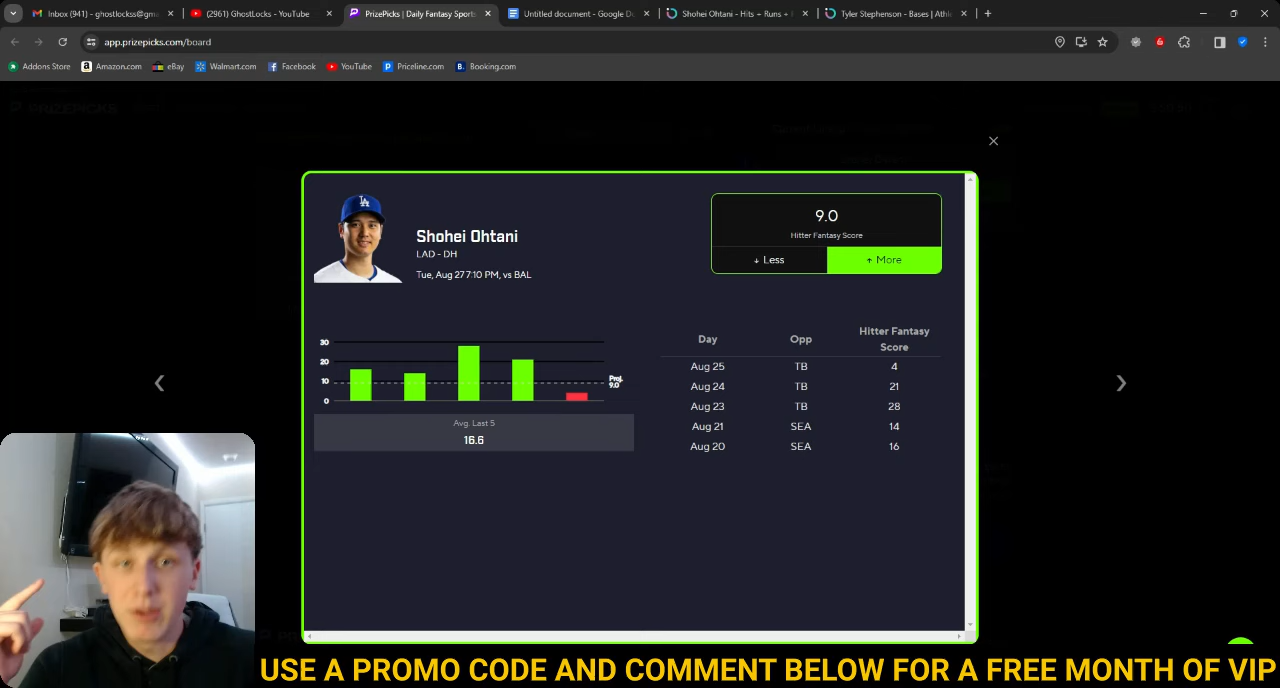 Inbox (941) - ghostlockss@gm
(2961) GhostLocks - YouTube
PrizePicks | Daily Fantasy Sports
Untitled document - Google D
Shohei Ohtani - Hits + Runs +
Tyler Stephenson - Bases | Athl
app.prizepicks.com/board
6
Addons Store
Amazon.com
eBay
Walmart.com
Facebook
YouTube
Priceline.com
Booking.com
PRIZEPICKS
Shohei Ohtani
LAD - DH
Tue, Aug 27 7:10 PM, vs BAL
9.0
Hitter Fantasy Score
↓ Less
↑ More
30
20
10
0
Proj.
9.0
Avg. Last 5
16.6
Day Opp Hitter Fantasy
Score
Aug 25 TB 4
Aug 24 TB 21
Aug 23 TB 28
Aug 21 SEA 14
Aug 20 SEA 16
USE A PROMO CODE AND COMMENT BELOW FOR A FREE MONTH OF VIP